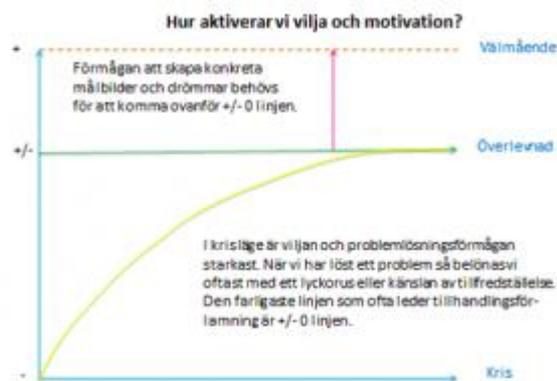 Hur aktiverar vi vilja och motivation?
+
Välmående
Förmågan att skapa konkreta
målbilder och drömmar behövs
för att komma ovanför +/- 0 linjen.
+/-
Överlevnad
I krisläge är viljan och problemlösningsförmågan
starkast. När vi har löst ett problem så belönas vi
oftast med ett lyckorus eller känslan av tillfredställelse.
Den farligaste linjen som ofta leder till handlingsför-
lamning är +/- 0 linjen.
-
Kris